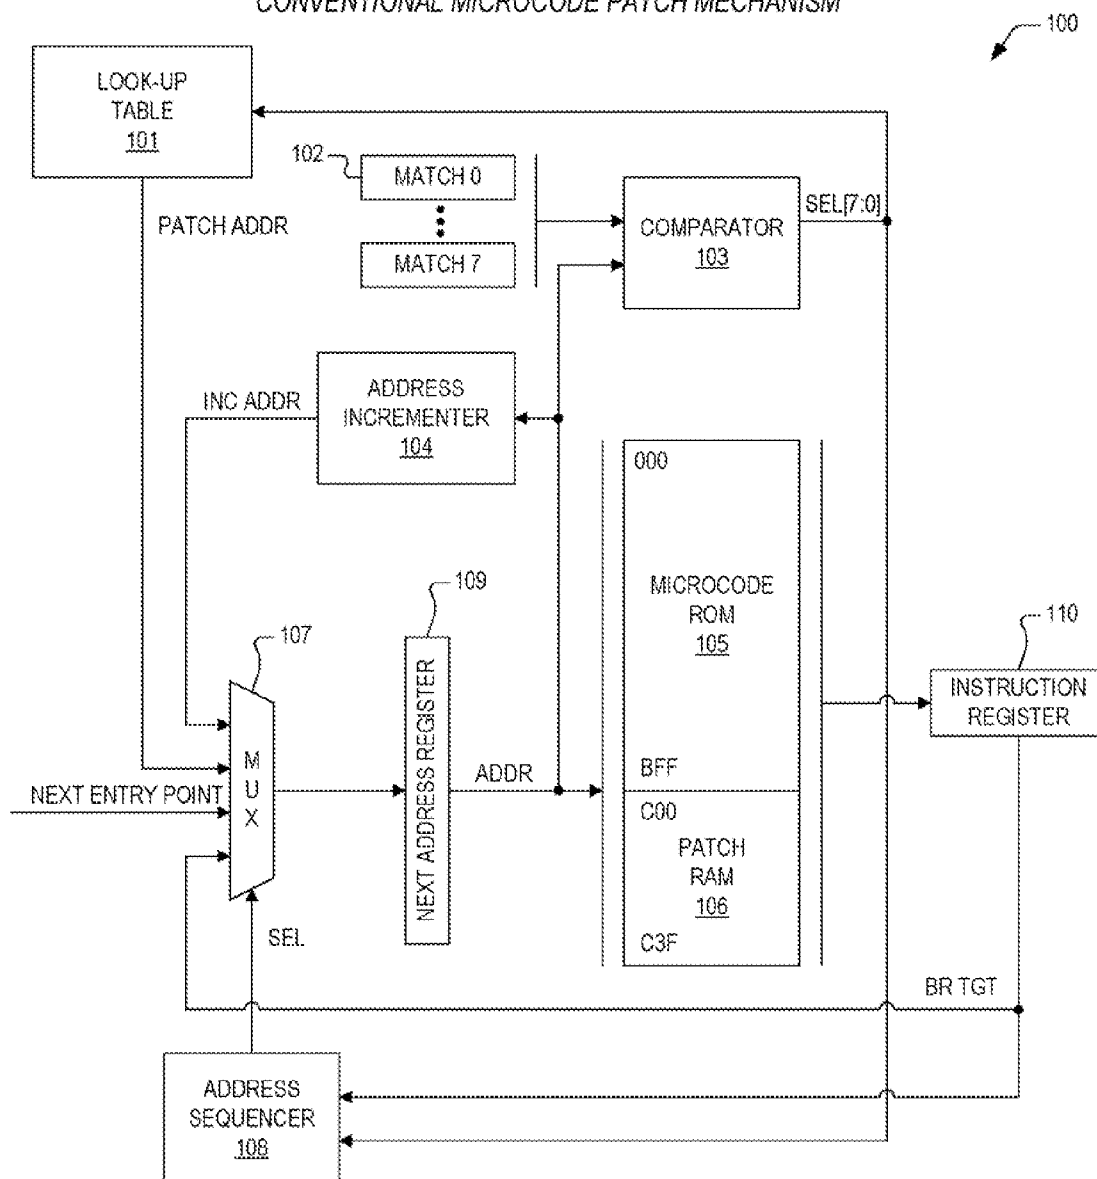 CONVENTIONAL MICROCODE PATCH MECHANISM
100
LOOK-UP
TABLE
101
102
MATCH 0
MATCH 7
PATCH ADDR
COMPARATOR
103
SEL[7:0]
INC ADDR
ADDRESS
INCREMENTER
104
000
MICROCODE
ROM
105
BFF
C00
PATCH
RAM
106
C3F
107
109
110
INSTRUCTION
REGISTER
MUX
NEXT ADDRESS REGISTER
ADDR
NEXT ENTRY POINT
SEL
BR TGT
ADDRESS
SEQUENCER
108